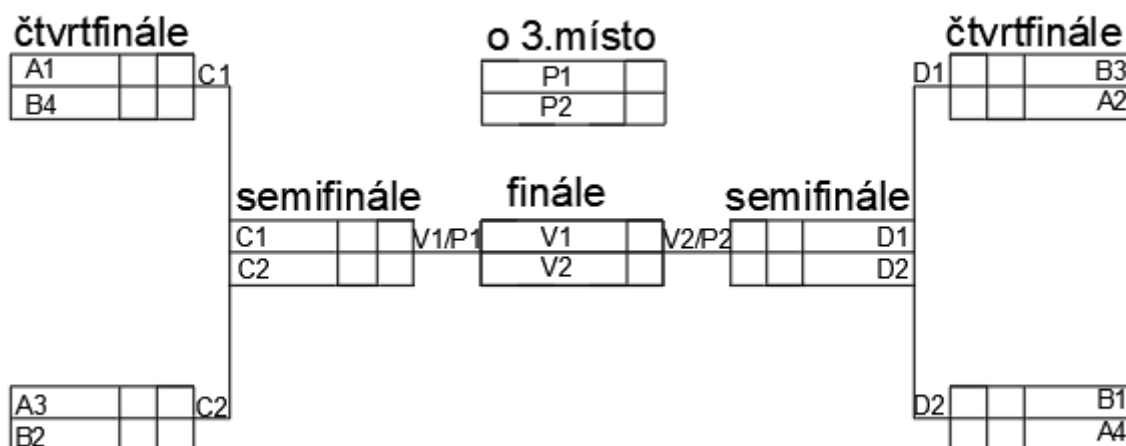 čtvrtfinále o 3.místo čtvrtfinále
A1 C1 P1 D1 B3
B4 P2 A2
semifinále finále semifinále
C1 V1/P1 V1 V2/P2 D1
C2 V2 D2
A3 C2 D2 B1
B2 A4